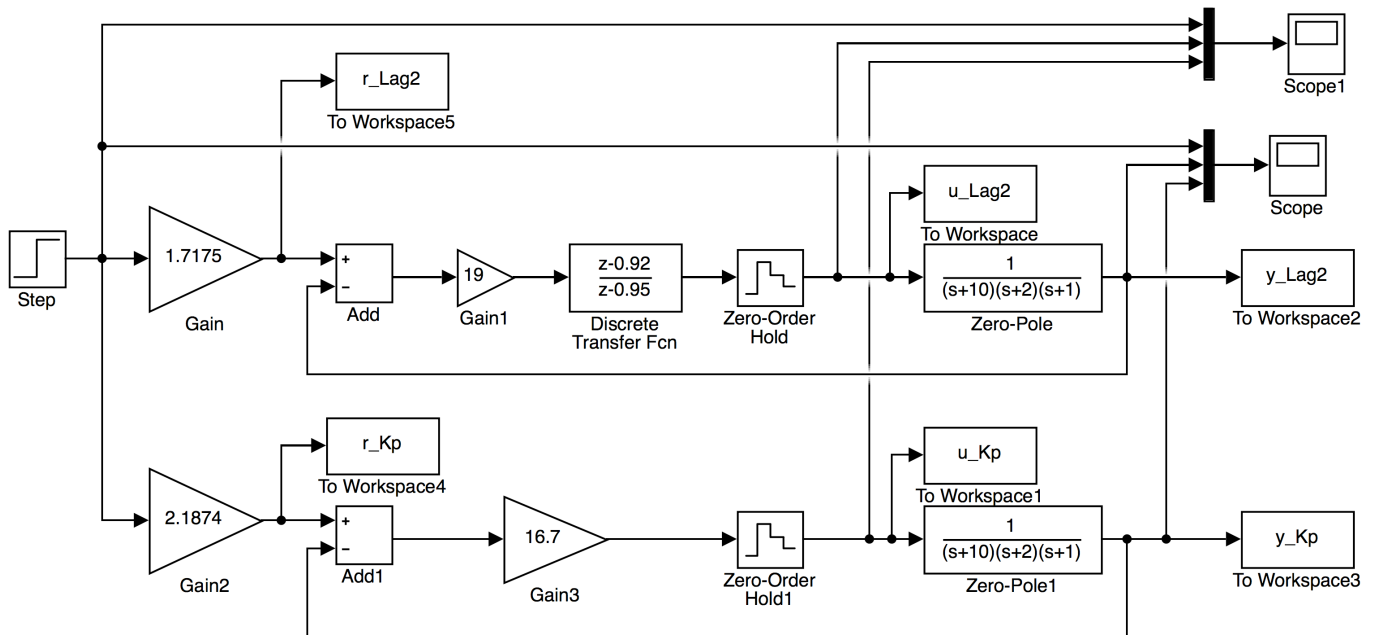 Scope1
r_Lag2
To Workspace5
Scope
u_Lag2
To Workspace
Step
1.7175
Gain
+
−
Add
19
Gain1
z-0.92
z-0.95
Discrete
Transfer Fcn
Zero-Order
Hold
1
(s+10)(s+2)(s+1)
Zero-Pole
y_Lag2
To Workspace2
r_Kp
To Workspace4
u_Kp
To Workspace1
2.1874
Gain2
+
−
Add1
16.7
Gain3
Zero-Order
Hold1
1
(s+10)(s+2)(s+1)
Zero-Pole1
y_Kp
To Workspace3